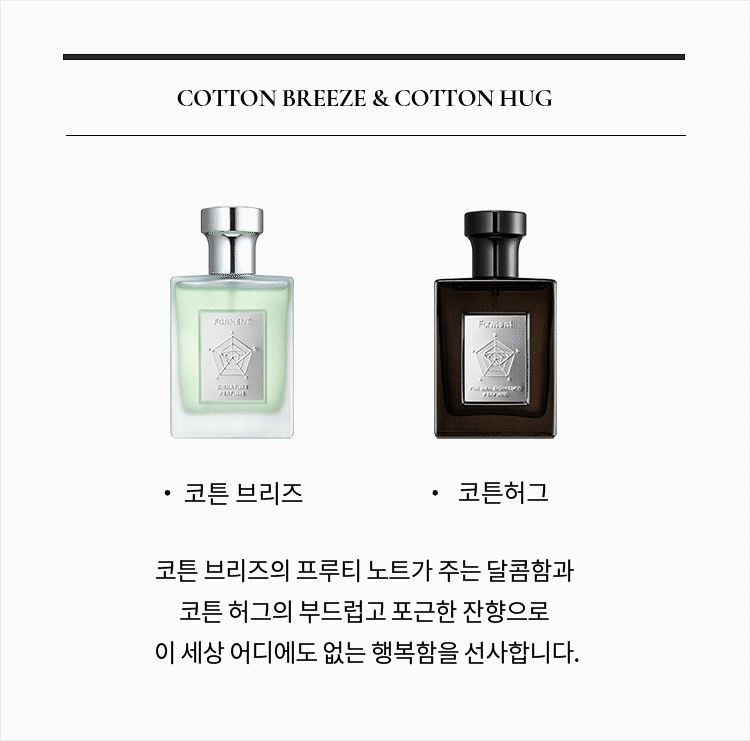 COTTON BREEZE & COTTON HUG
FORMENT
SIGNATURE
PERFUME
Forment
PERFUME
• 코튼 브리즈
• 코튼허그
코튼 브리즈의 프루티 노트가 주는 달콤함과
코튼 허그의 부드럽고 포근한 잔향으로
이 세상 어디에도 없는 행복함을 선사합니다.